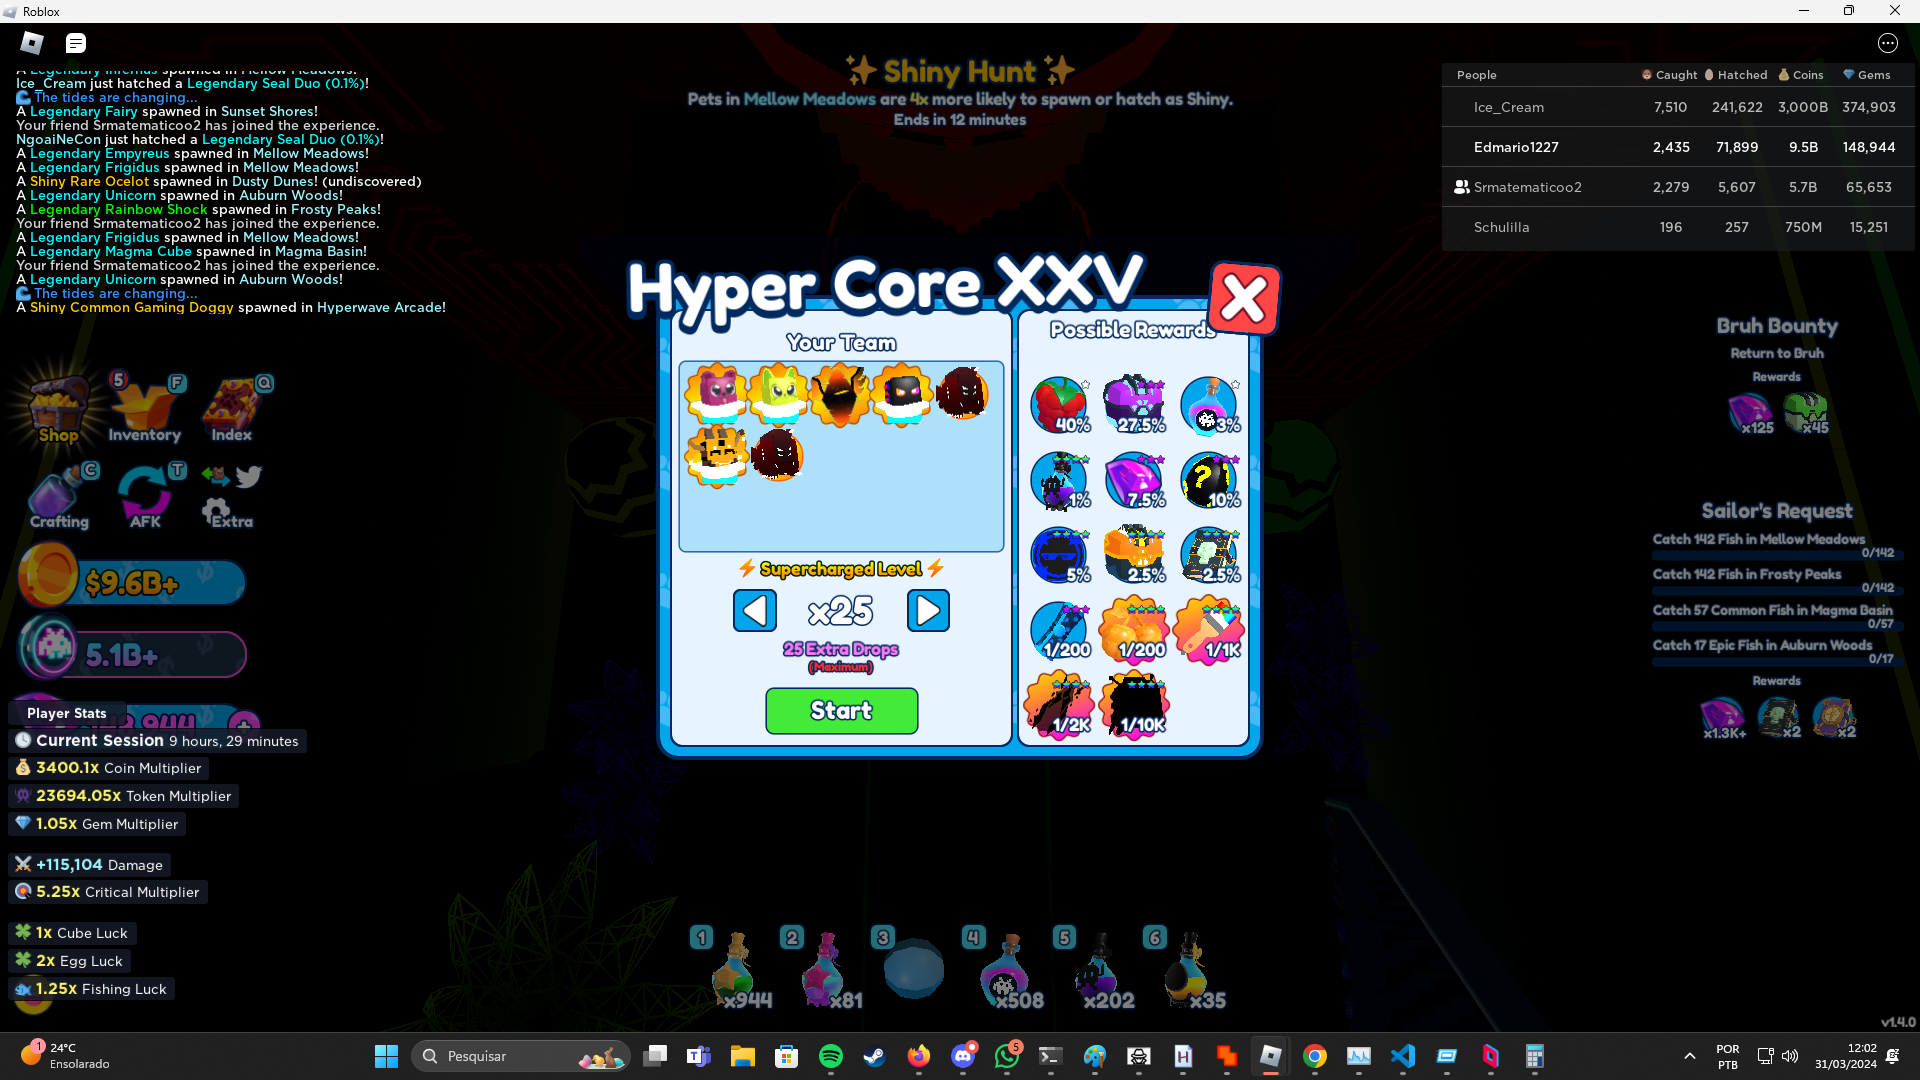 Roblox
A Legendary Infernus spawned in Mellow Meadows!
Ice_Cream just hatched a Legendary Seal Duo (0.1%)!
The tides are changing...
A Legendary Fairy spawned in Sunset Shores!
Your friend Srmatematicoo2 has joined the experience.
NgoaiNeCon just hatched a Legendary Seal Duo (0.1%)!
A Legendary Empyreus spawned in Mellow Meadows!
A Legendary Frigidus spawned in Mellow Meadows!
A Shiny Rare Ocelot spawned in Dusty Dunes! (undiscovered)
A Legendary Unicorn spawned in Auburn Woods!
A Legendary Rainbow Shock spawned in Frosty Peaks!
Your friend Srmatematicoo2 has joined the experience.
A Legendary Frigidus spawned in Mellow Meadows!
A Legendary Magma Cube spawned in Magma Basin!
Your friend Srmatematicoo2 has joined the experience.
A Legendary Unicorn spawned in Auburn Woods!
The tides are changing...
A Shiny Common Gaming Doggy spawned in Hyperwave Arcade!
Shiny Hunt
Pets in Mellow Meadows are 4x more likely to spawn or hatch as Shiny.
Ends in 12 minutes
People Caught Hatched Coins Gems
Ice_Cream 7,510 241,622 3,000B 374,903
Edmario1227 2,435 71,899 9.5B 148,944
Srmatematicoo2 2,279 5,607 5.7B 65,653
Schulilla 196 257 750M 15,251
5 F Q
Shop Inventory Index
C T
Crafting AFK Extra
$9.6B+
5.1B+
148,944
Player Stats
Current Session 9 hours, 29 minutes
3400.1x Coin Multiplier
23694.05x Token Multiplier
1.05x Gem Multiplier
+115,104 Damage
5.25x Critical Multiplier
1x Cube Luck
2x Egg Luck
1.25x Fishing Luck
Hyper Core XXV
Your Team
Supercharged Level
x25
25 Extra Drops
(Maximum)
Start
Possible Rewards
40% 27.5% 3%
1% 7.5% 10%
5% 2.5% 2.5%
1/200 1/200 1/1K
1/2K 1/10K
Bruh Bounty
Return to Bruh
Rewards
x125 x45
Sailor's Request
Catch 142 Fish in Mellow Meadows
0/142
Catch 142 Fish in Frosty Peaks
0/142
Catch 57 Common Fish in Magma Basin
0/57
Catch 17 Epic Fish in Auburn Woods
0/17
Rewards
x1.3K+ x2 x2
1 2 3 4 5 6
x944 x81 x508 x202 x35
v1.4.0
1
24°C
Ensolarado
Pesquisar
5
POR
PTB
12:02
31/03/2024